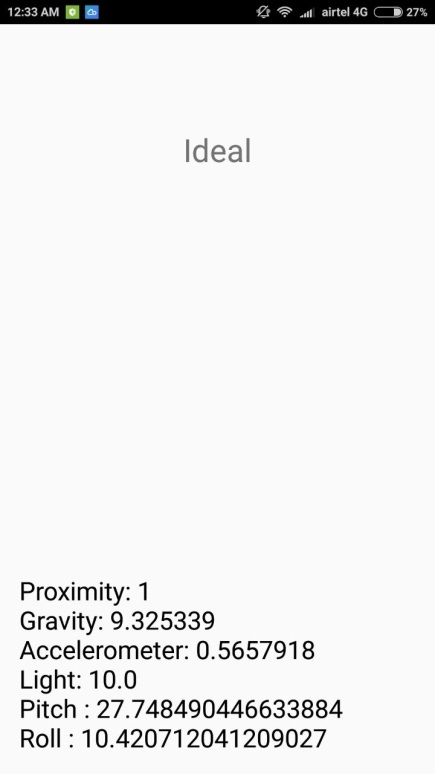 12:33 AM airtel 4G 27%
Ideal
Proximity: 1
Gravity: 9.325339
Accelerometer: 0.5657918
Light: 10.0
Pitch : 27.748490446633884
Roll : 10.420712041209027